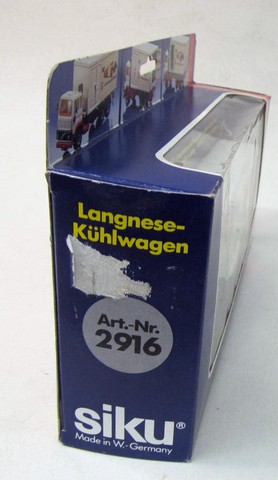 Langnese-
Kühlwagen
Art.-Nr.
2916
siku®
Made in W.-Germany